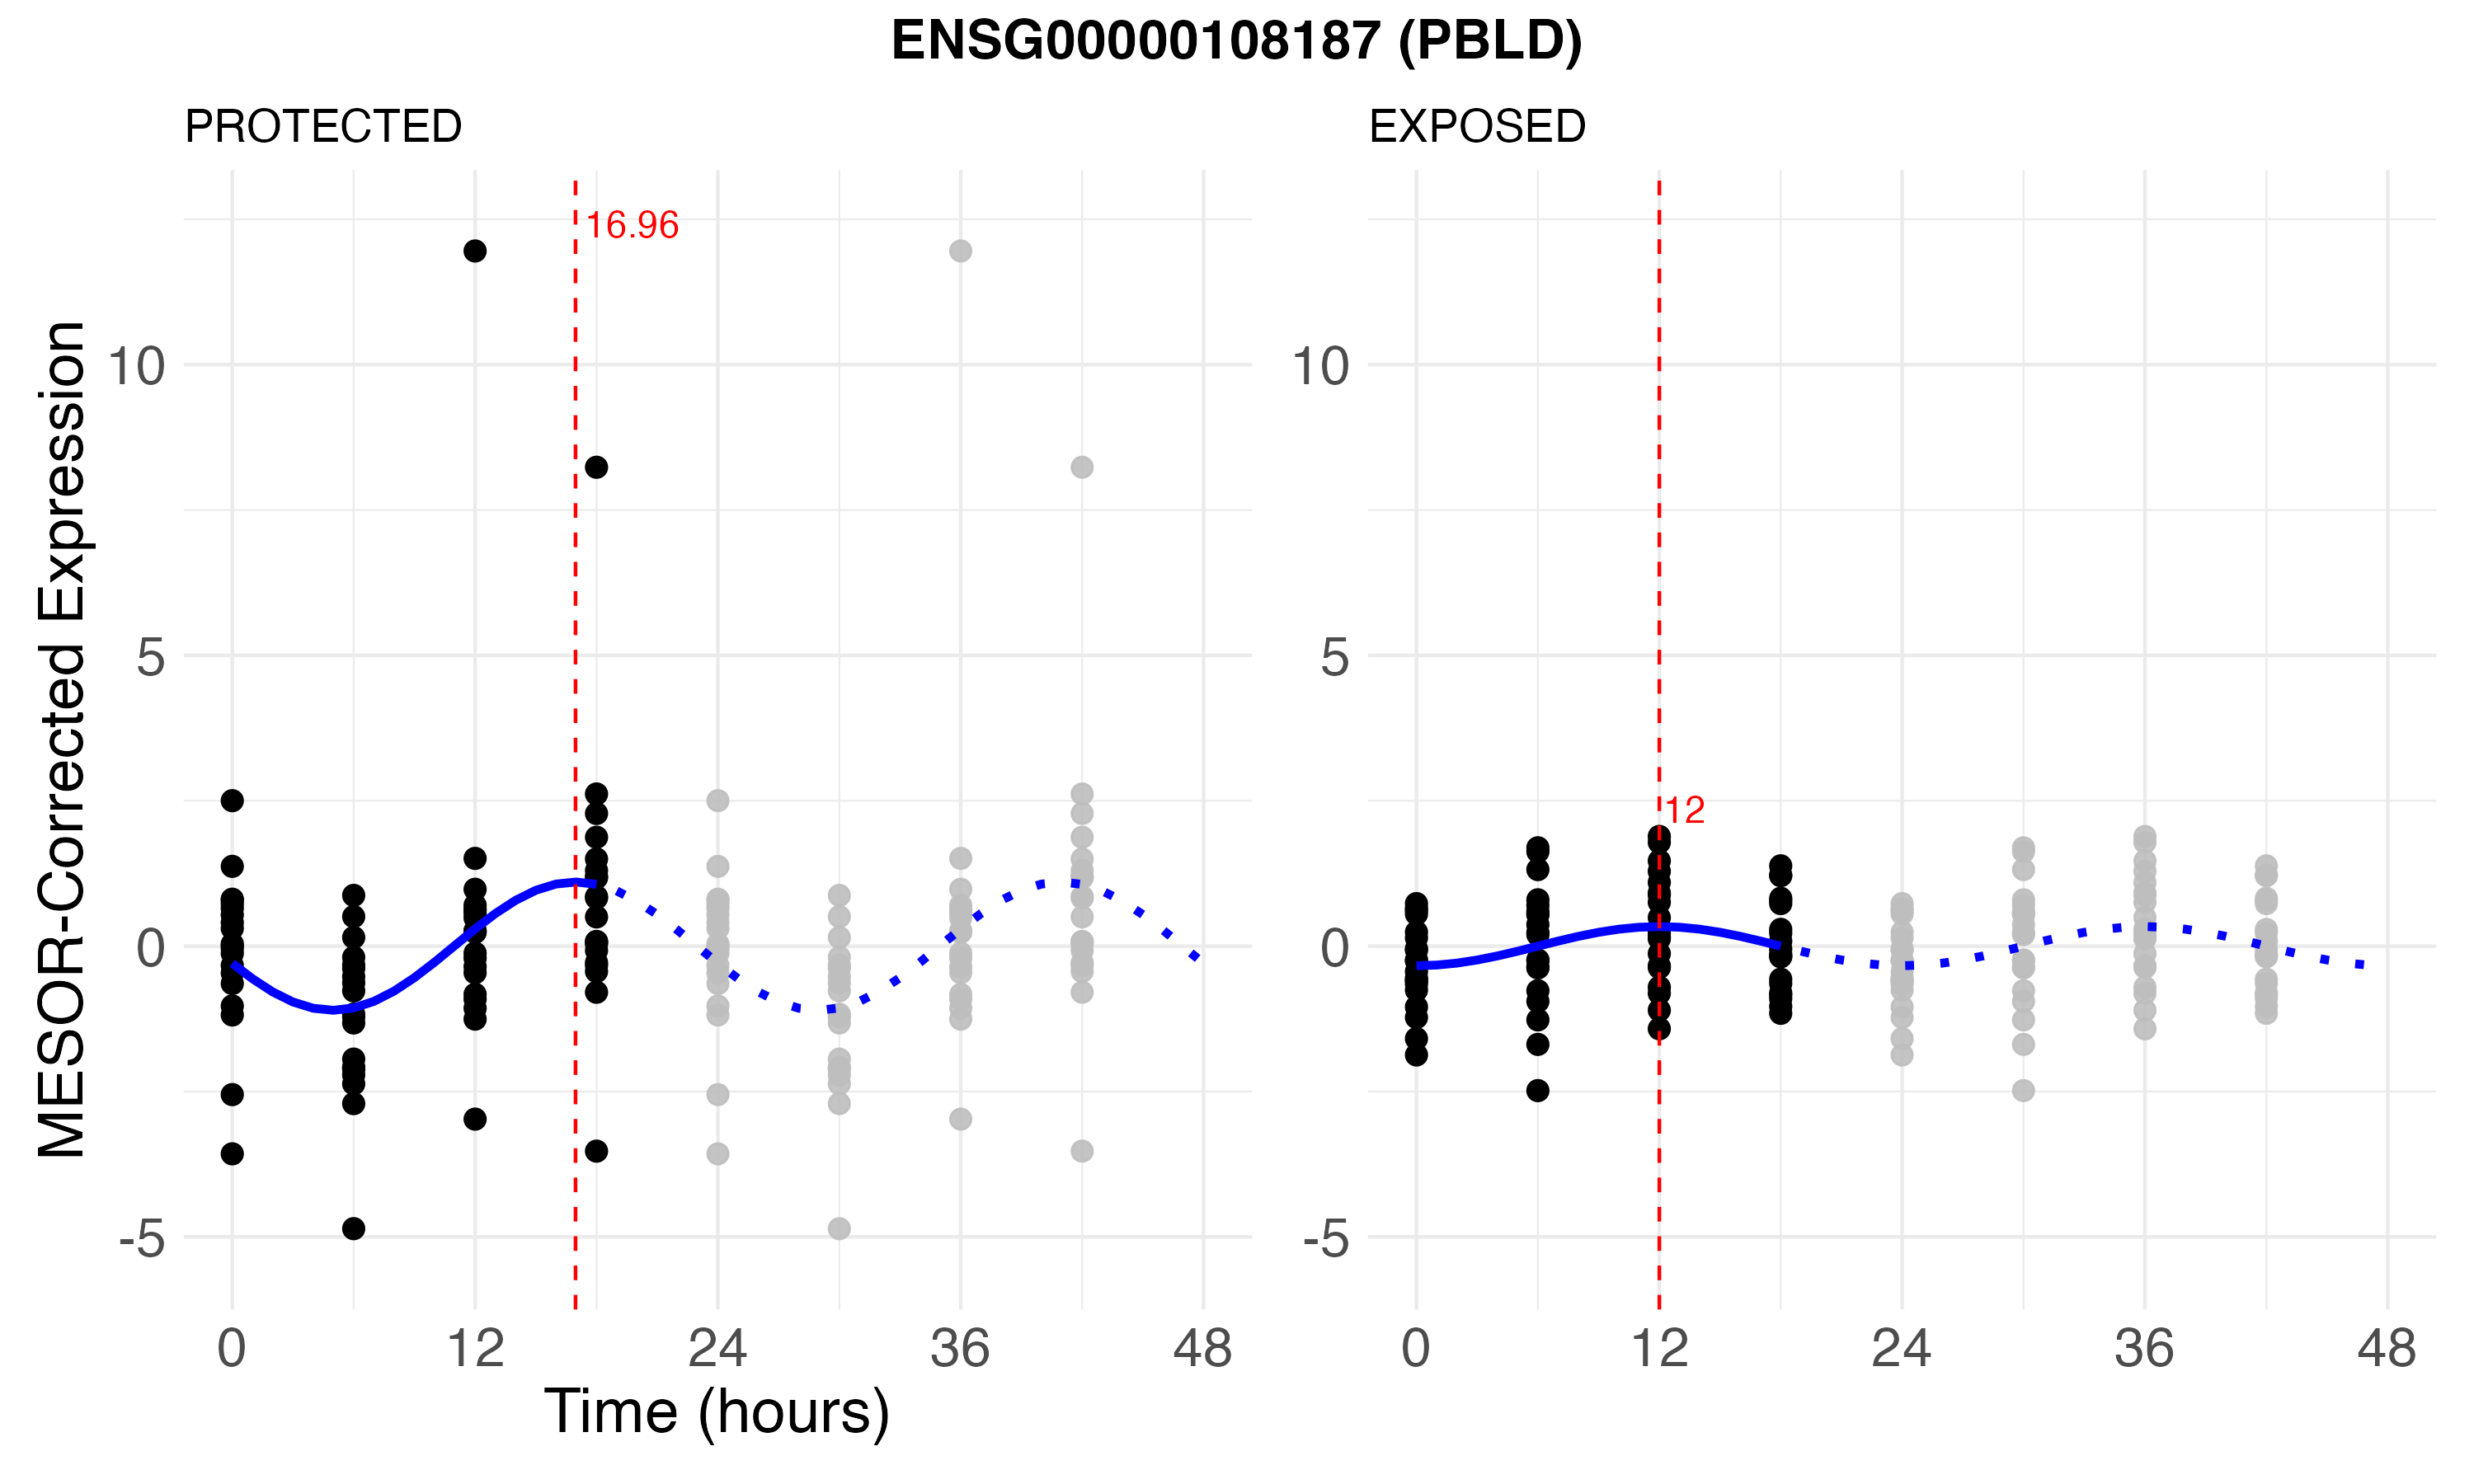 ENSG00000108187 (PBLD)
PROTECTED
EXPOSED
MESOR-Corrected Expression
10
5
0
-5
16.96
0 12 24 36 48
Time (hours)
10
5
0
-5
12
0 12 24 36 48